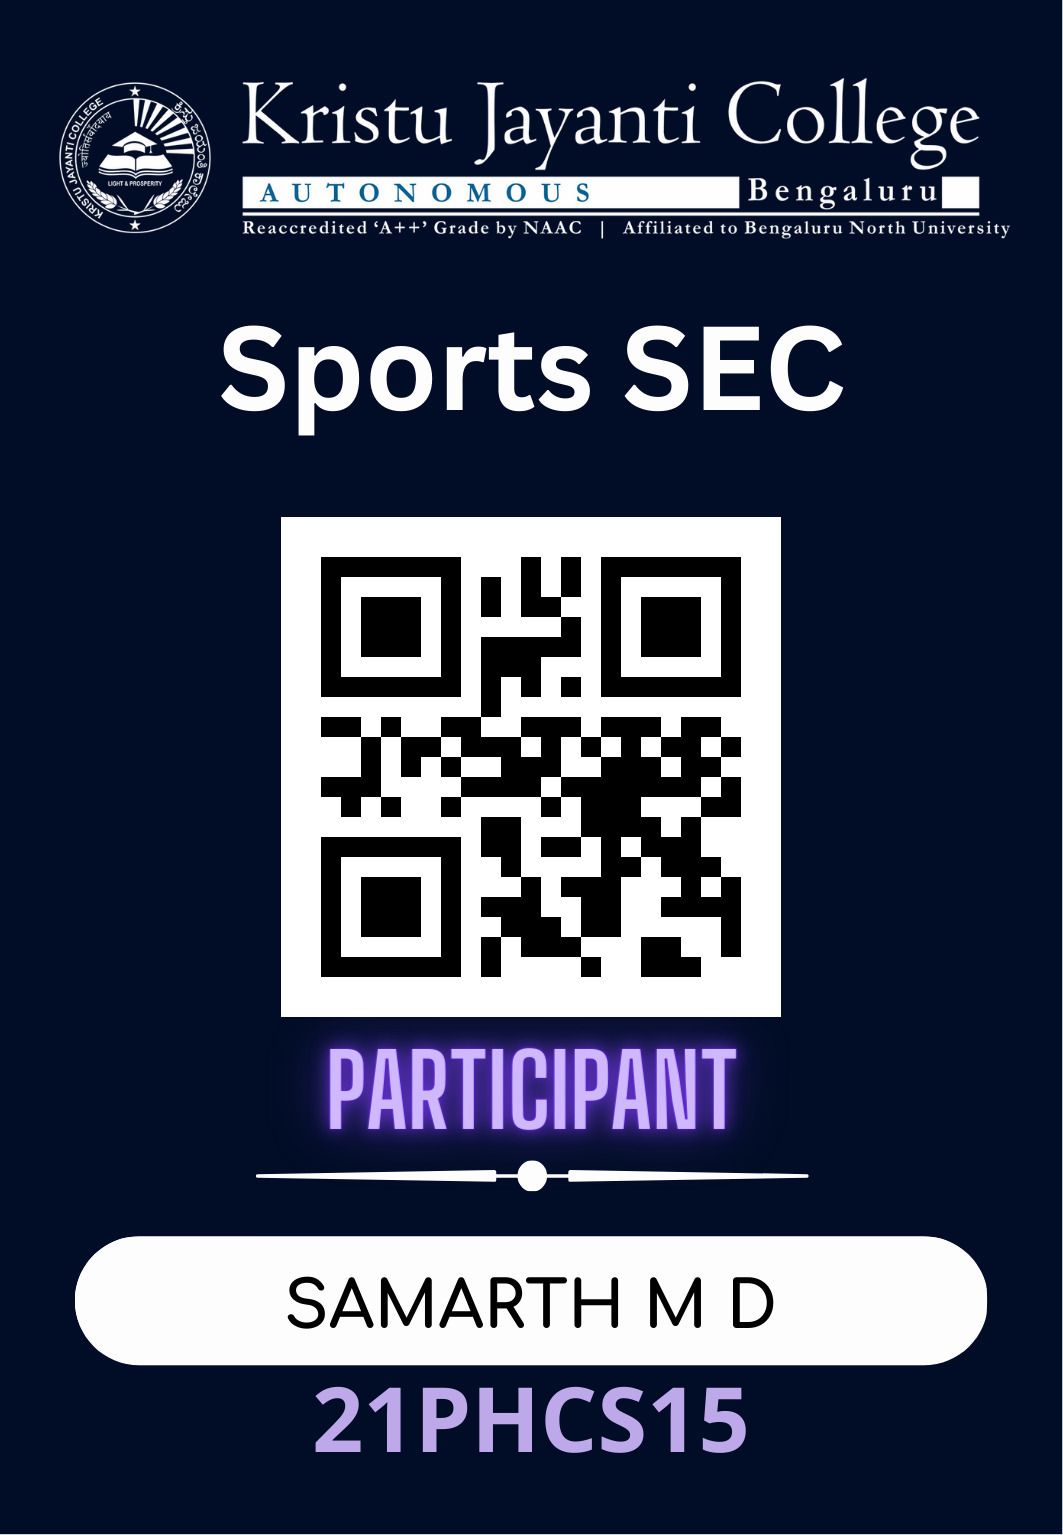 KRISTU JAYANTI COLLEGE
ಕ್ರಿಸ್ತು ಜಯಂತಿ ಕಾಲೇಜು
LIGHT & PROSPERITY
Kristu Jayanti College
AUTONOMOUS Bengaluru
Reaccredited ‘A++’ Grade by NAAC | Affiliated to Bengaluru North University
Sports SEC
PARTICIPANT
SAMARTH M D
21PHCS15